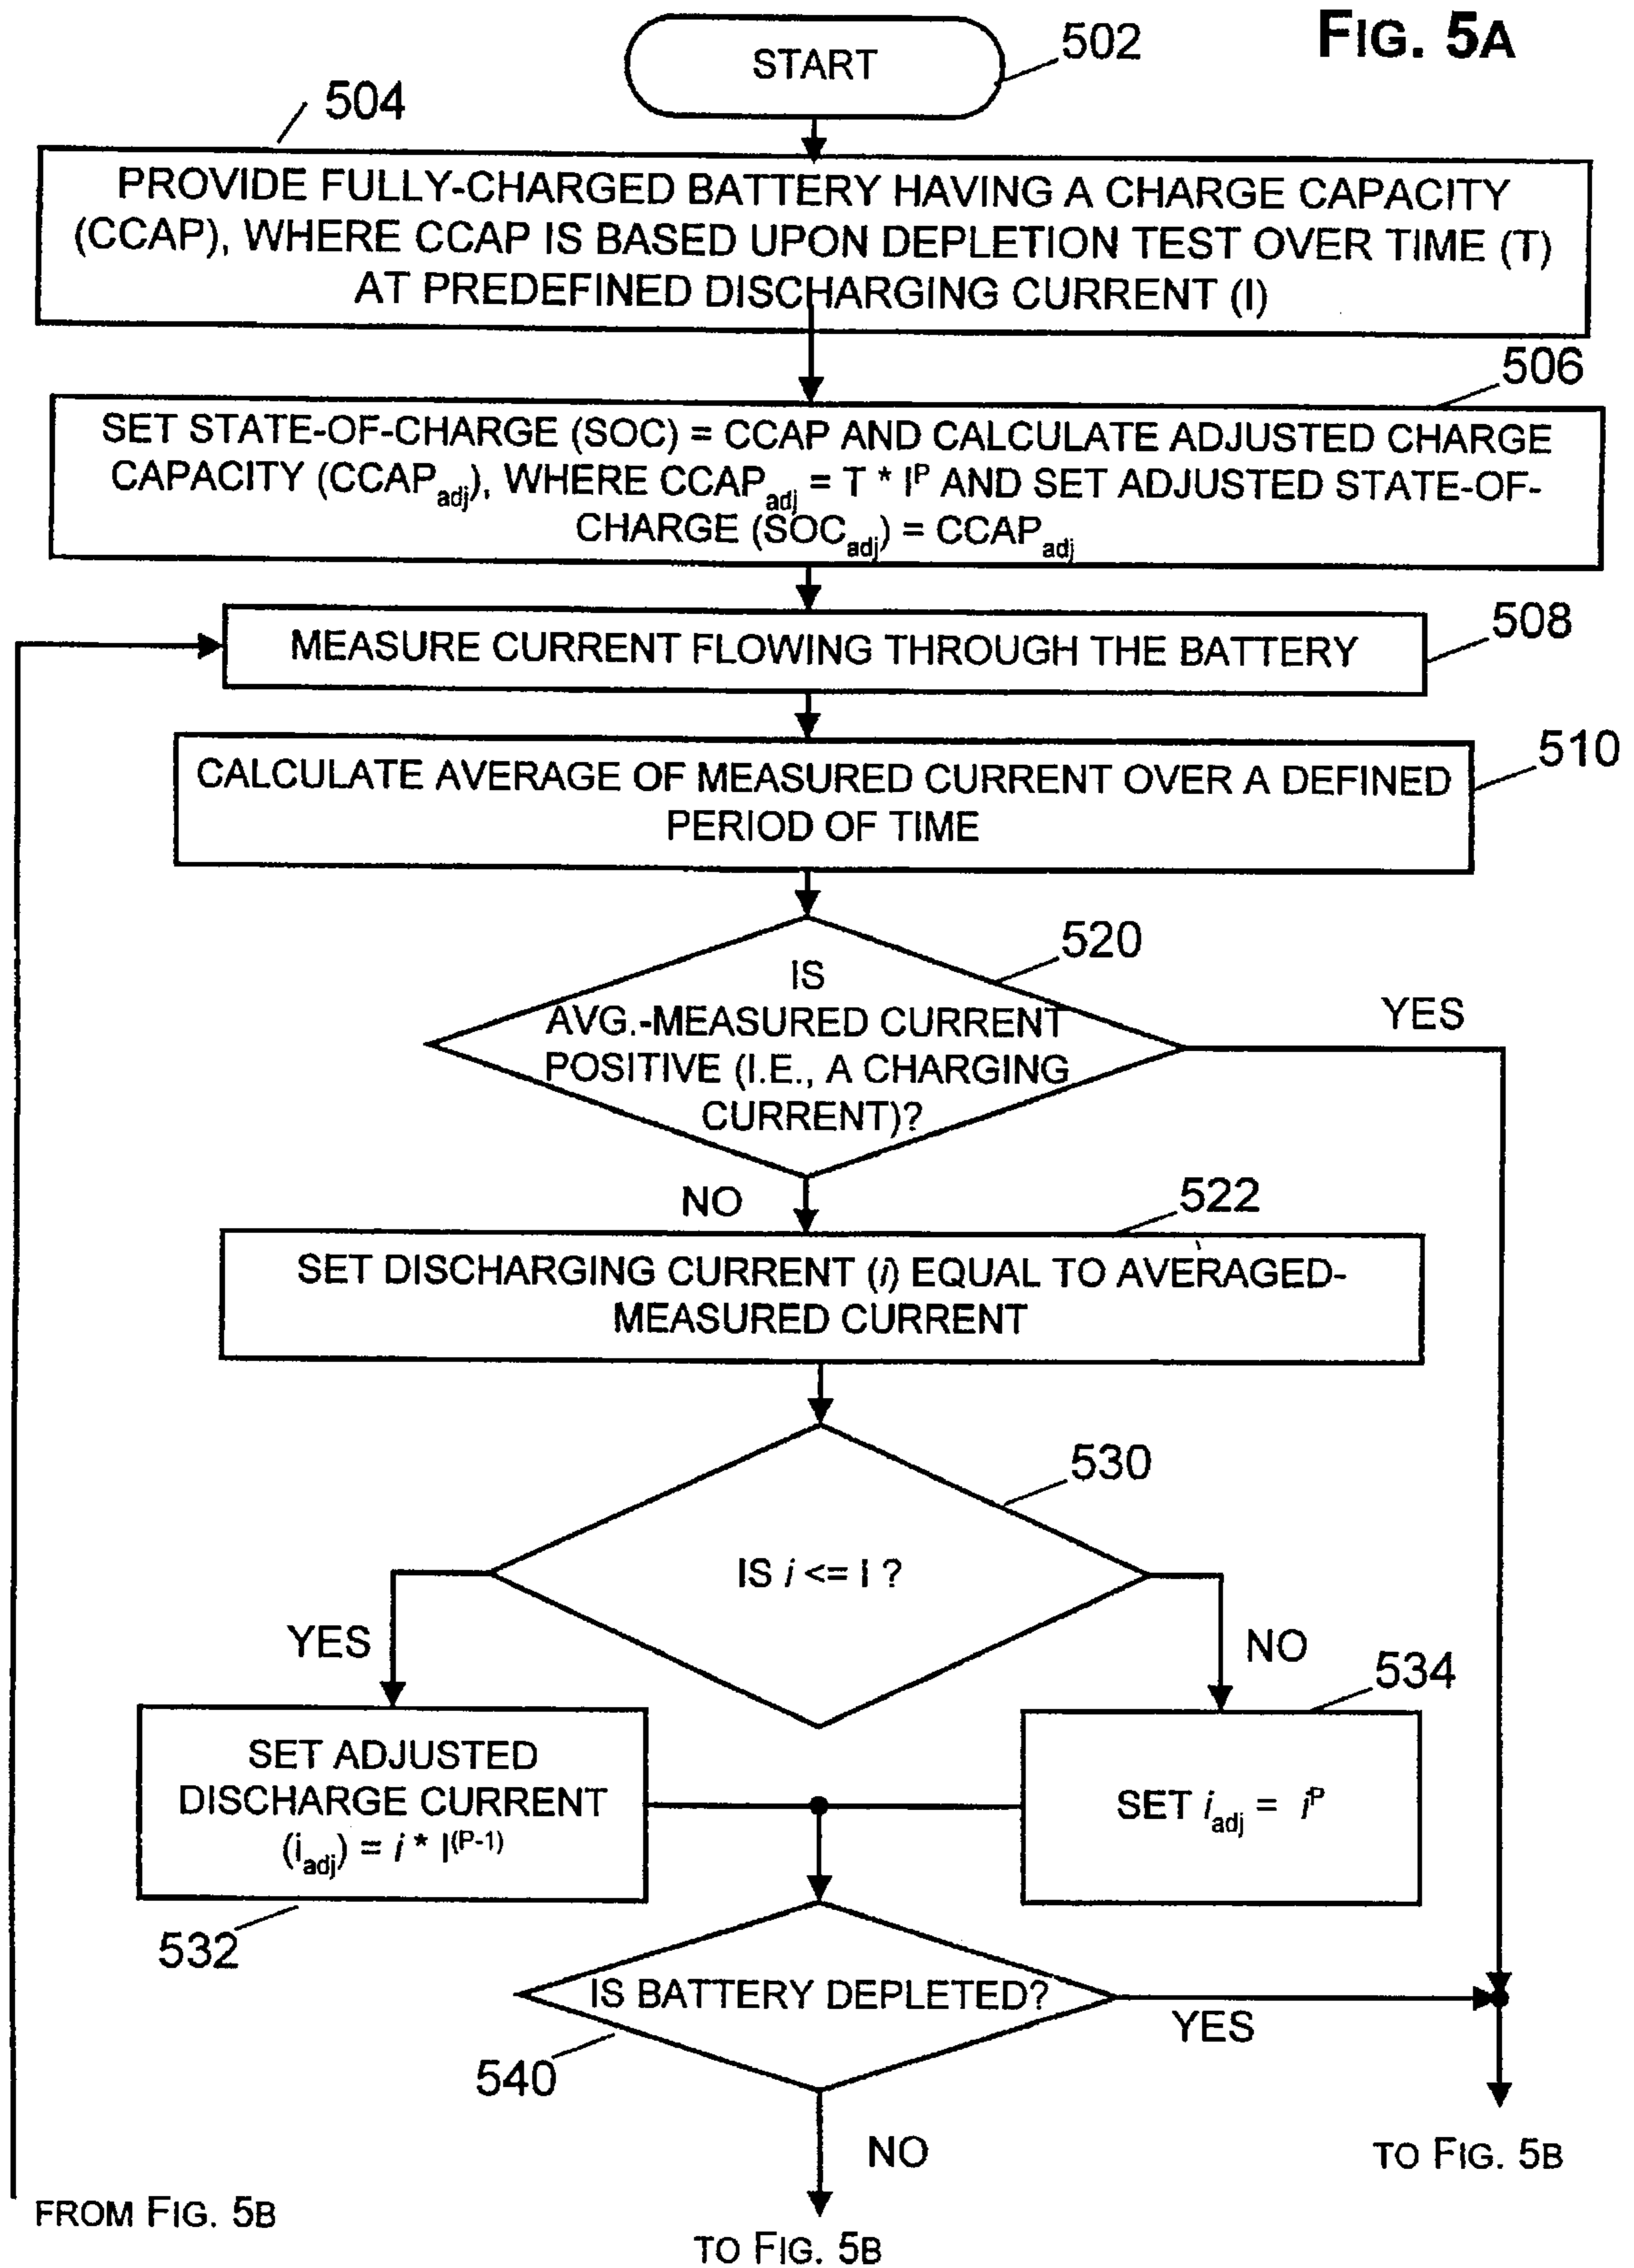 FIG. 5A
START
502
504
PROVIDE FULLY-CHARGED BATTERY HAVING A CHARGE CAPACITY
(CCAP), WHERE CCAP IS BASED UPON DEPLETION TEST OVER TIME (T)
AT PREDEFINED DISCHARGING CURRENT (I)
506
SET STATE-OF-CHARGE (SOC) = CCAP AND CALCULATE ADJUSTED CHARGE
CAPACITY (CCAPadj), WHERE CCAPadj = T * I^P AND SET ADJUSTED STATE-OF-
CHARGE (SOCadj) = CCAPadj
508
MEASURE CURRENT FLOWING THROUGH THE BATTERY
510
CALCULATE AVERAGE OF MEASURED CURRENT OVER A DEFINED
PERIOD OF TIME
520
IS
AVG.-MEASURED CURRENT
POSITIVE (I.E., A CHARGING
CURRENT)?
YES
NO
522
SET DISCHARGING CURRENT (i) EQUAL TO AVERAGED-
MEASURED CURRENT
530
IS i <= I ?
YES
NO
534
SET ADJUSTED
DISCHARGE CURRENT
(iadj) = i * I^(P-1)
SET iadj = i^P
532
IS BATTERY DEPLETED?
YES
540
NO
TO FIG. 5B
FROM FIG. 5B
TO FIG. 5B